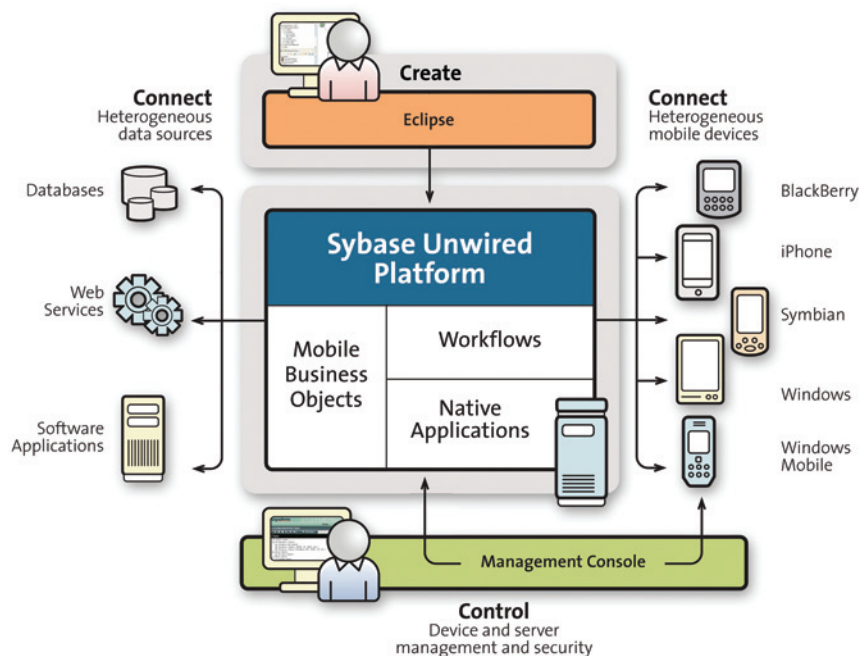 Create
Eclipse
Connect
Heterogeneous
data sources
Databases
Web
Services
Software
Applications
Sybase Unwired
Platform
Mobile
Business
Objects
Workflows
Native
Applications
Connect
Heterogeneous
mobile devices
BlackBerry
iPhone
Symbian
Windows
Windows
Mobile
Management Console
Control
Device and server
management and security